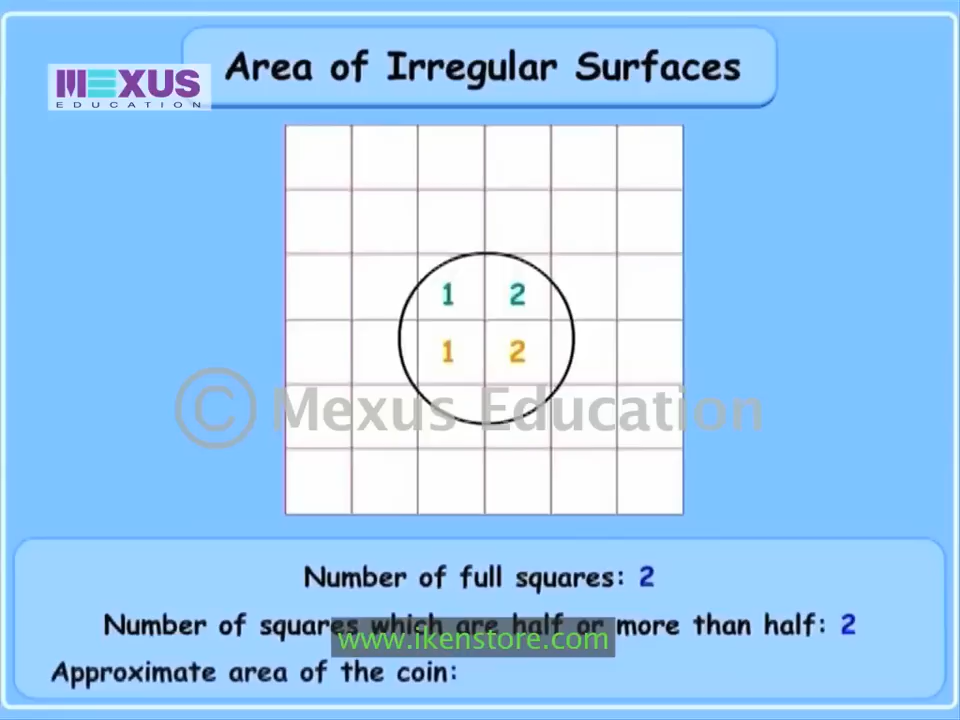 Area of Irregular Surfaces
MEXUS
EDUCATION
1 2
1 2
© Mexus Education
Number of full squares: 2
Number of squares which are half or more than half: 2
www.ikenstore.com
Approximate area of the coin: